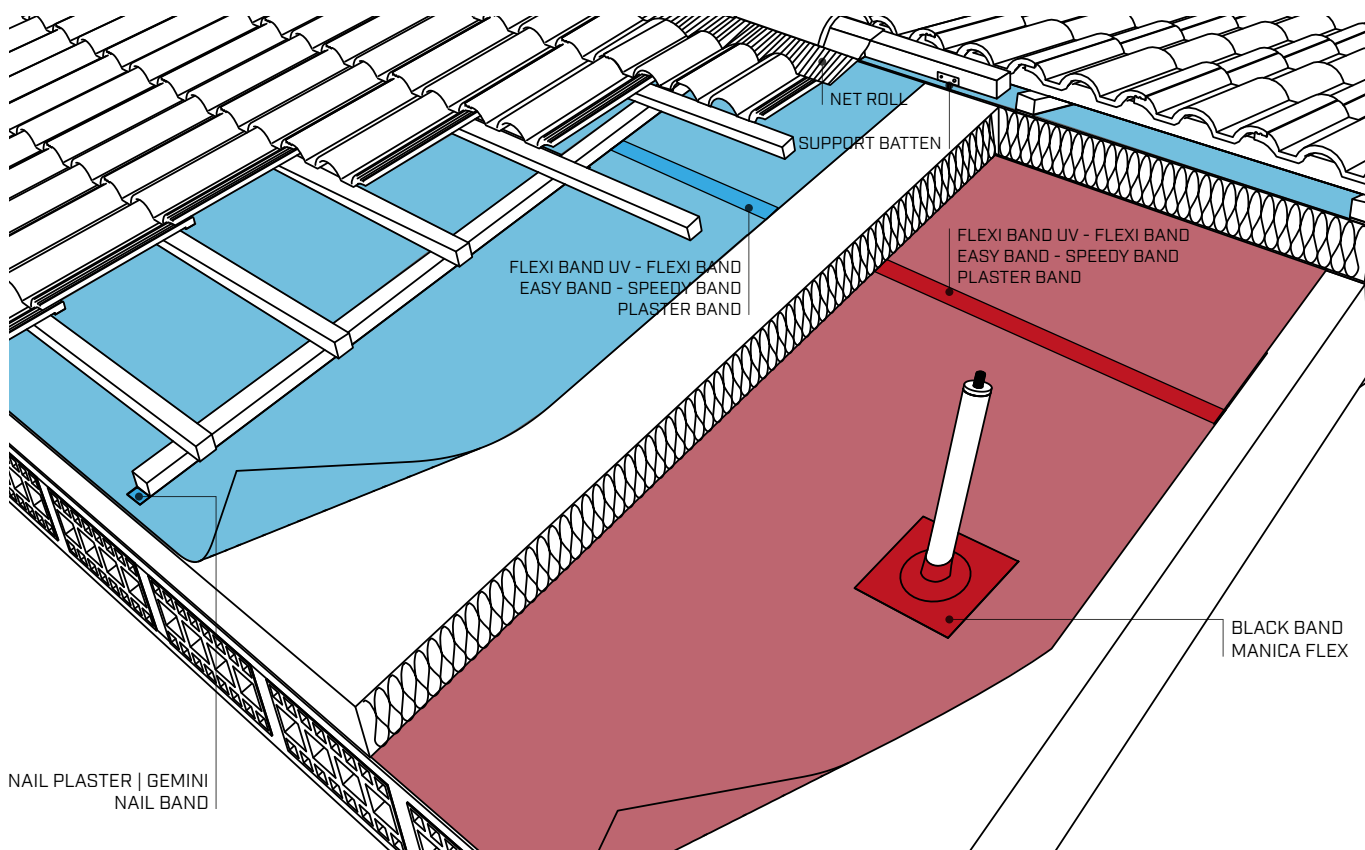 NET ROLL
SUPPORT BATTEN
FLEXI BAND UV - FLEXI BAND
EASY BAND - SPEEDY BAND
PLASTER BAND
FLEXI BAND UV - FLEXI BAND
EASY BAND - SPEEDY BAND
PLASTER BAND
BLACK BAND
MANICA FLEX
NAIL PLASTER | GEMINI
NAIL BAND